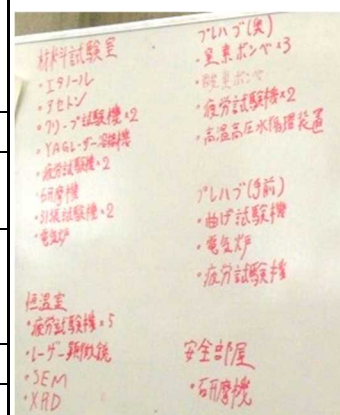 材料試験室
・エタノール
・アセトン
・クリープ試験機×2
・YAGレーザー溶接機
・疲労試験機×2
・研磨機
・引張試験機×2
・電気炉
恒温室
・疲労試験機×5
・レーザー顕微鏡
・SEM
・XRD
プレハブ(奥)
・窒素ボンベ×3
・酸素ボンベ
・疲労試験機×2
・高温高圧水循環装置
プレハブ(手前)
・曲げ試験機
・電気炉
・疲労試験機
安全部屋
・研磨機